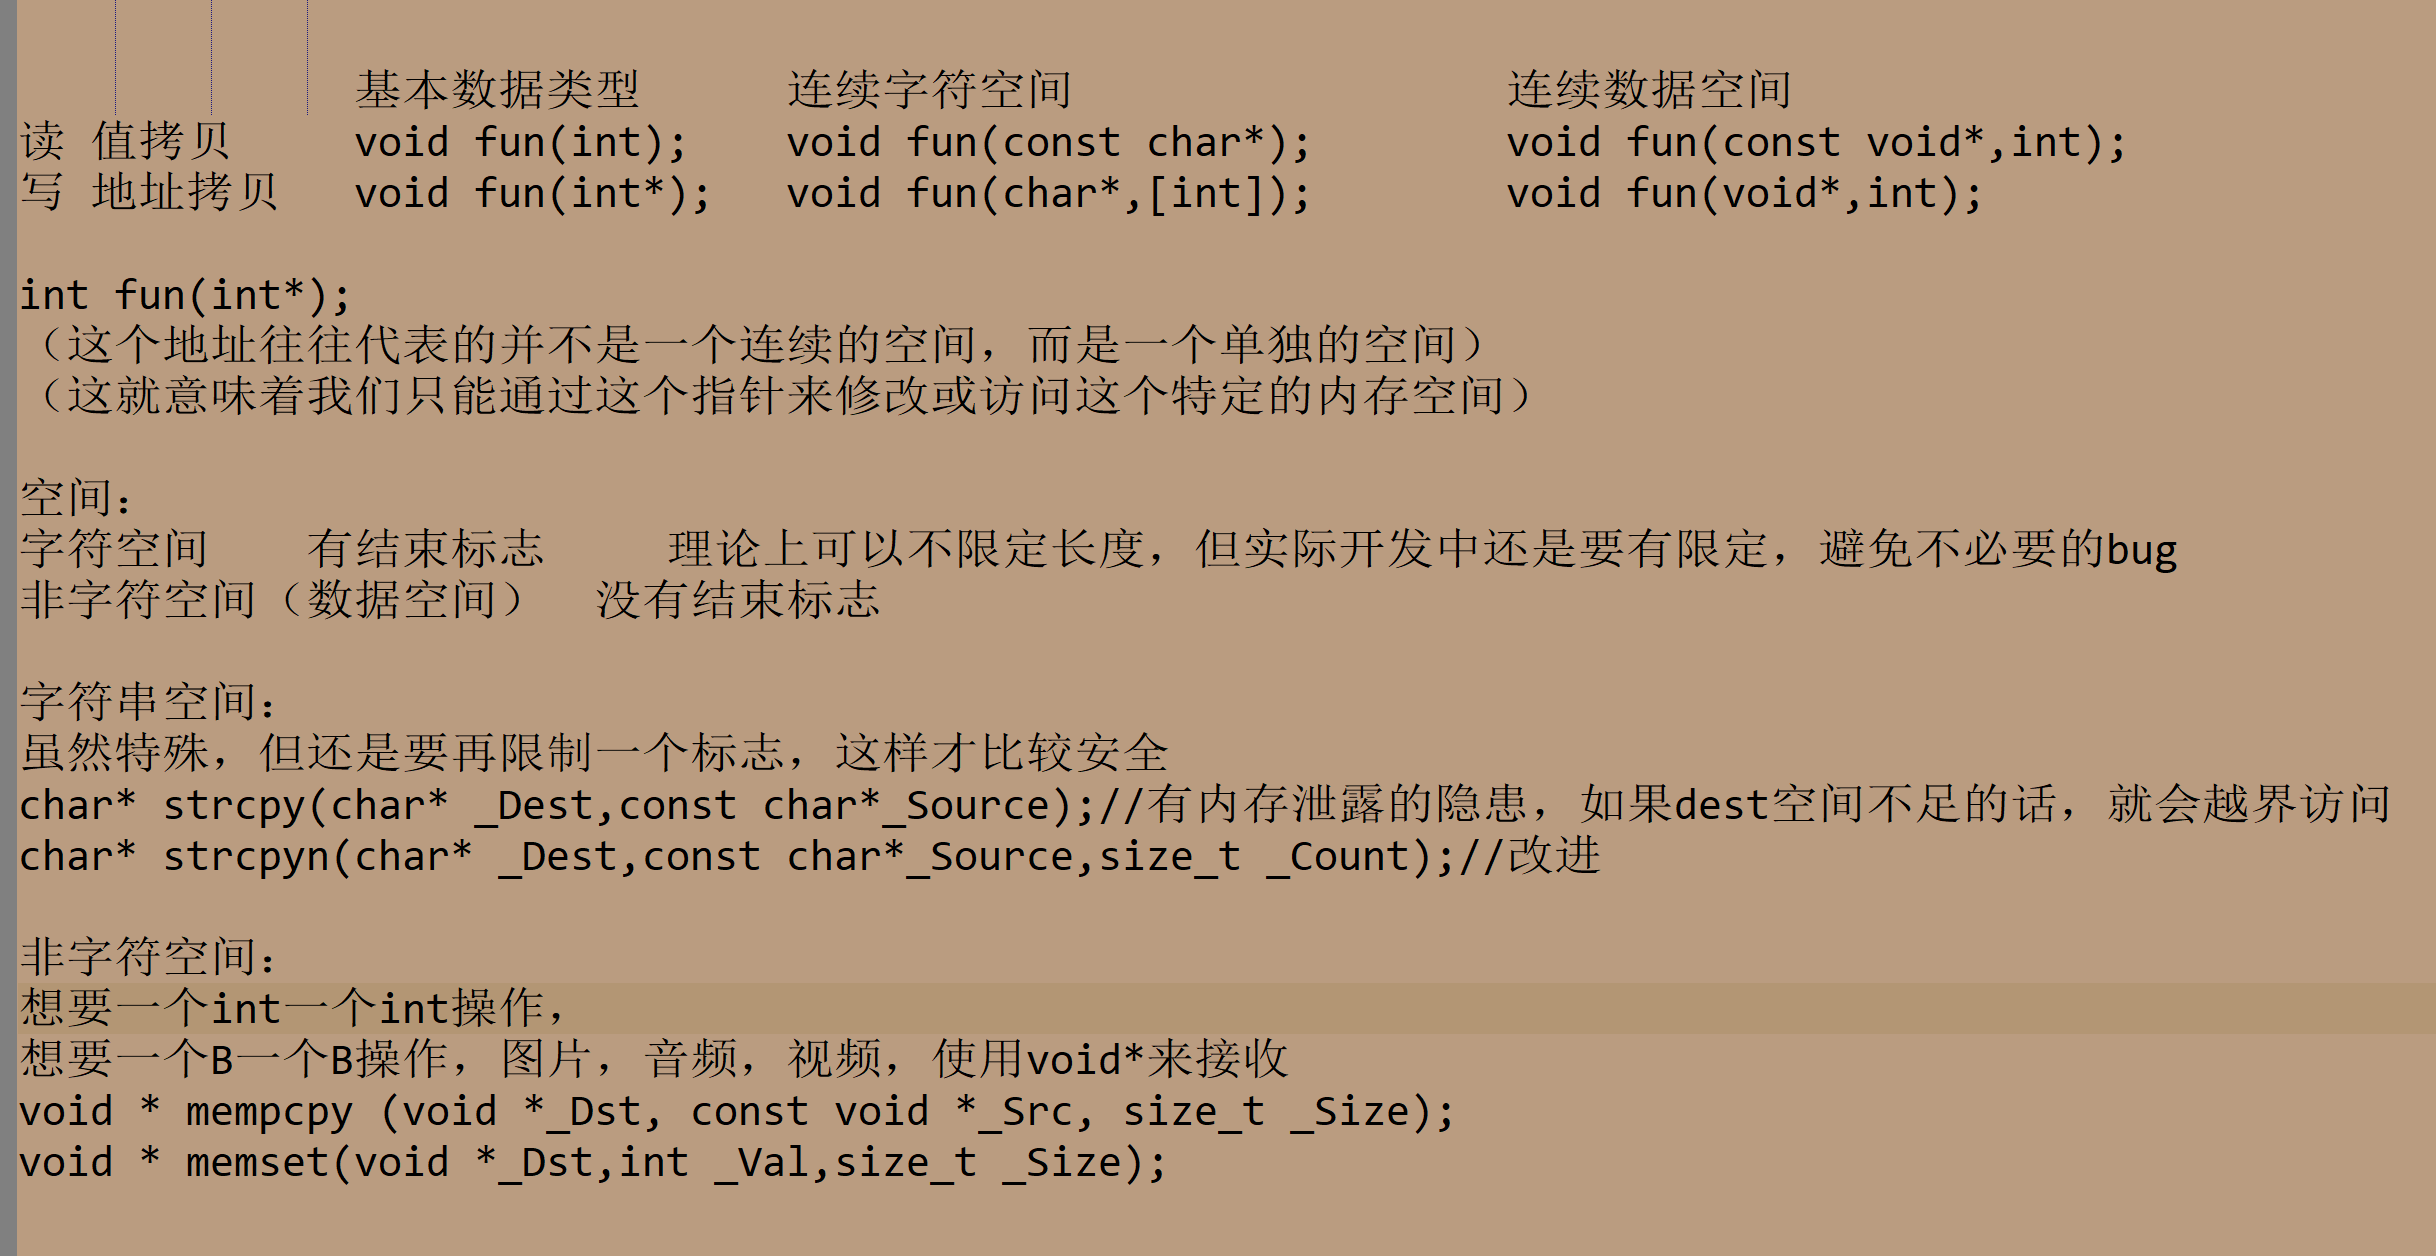 基本数据类型 连续字符空间 连续数据空间
读 值拷贝 void fun(int); void fun(const char*); void fun(const void*,int);
写 地址拷贝 void fun(int*); void fun(char*,[int]); void fun(void*,int);
int fun(int*);
（这个地址往往代表的并不是一个连续的空间，而是一个单独的空间）
（这就意味着我们只能通过这个指针来修改或访问这个特定的内存空间）
空间：
字符空间 有结束标志 理论上可以不限定长度，但实际开发中还是要有限定，避免不必要的bug
非字符空间（数据空间） 没有结束标志
字符串空间：
虽然特殊，但还是要再限制一个标志，这样才比较安全
char* strcpy(char* _Dest,const char*_Source);//有内存泄露的隐患，如果dest空间不足的话，就会越界访问
char* strcpyn(char* _Dest,const char*_Source,size_t _Count);//改进
非字符空间：
想要一个int一个int操作，
想要一个B一个B操作，图片，音频，视频，使用void*来接收
void * mempcpy (void *_Dst, const void *_Src, size_t _Size);
void * memset(void *_Dst,int _Val,size_t _Size);